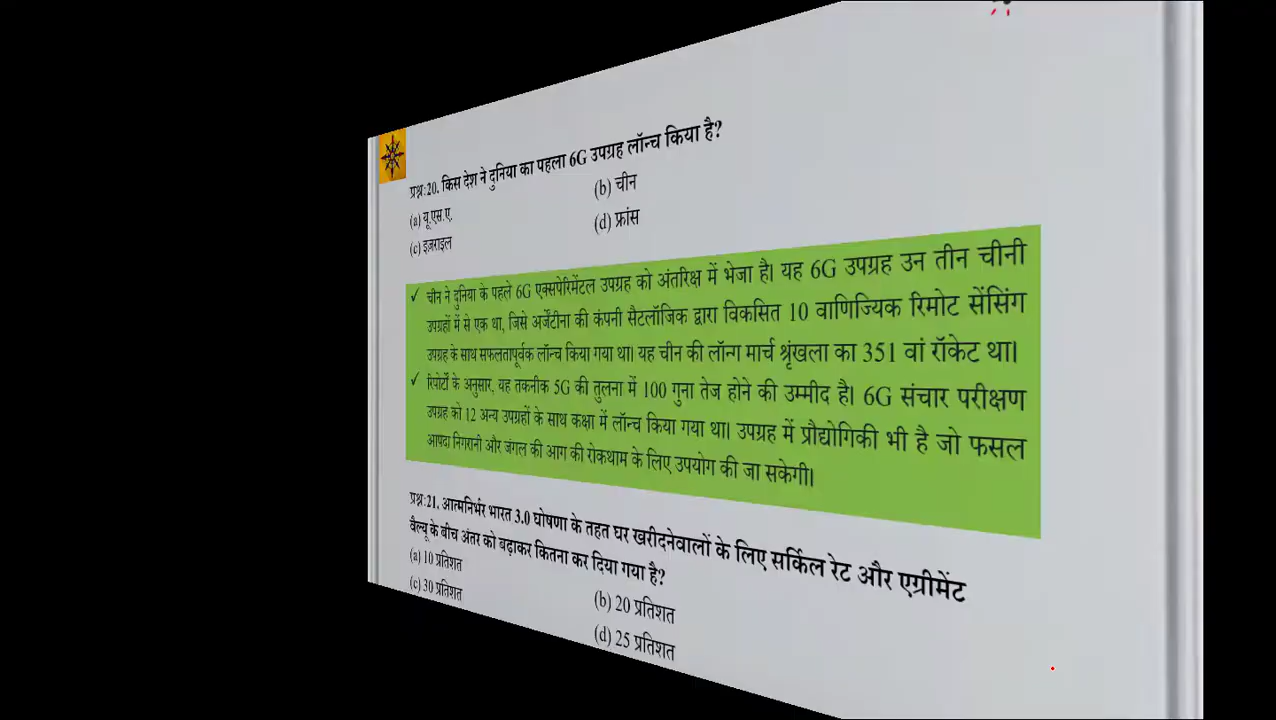 प्रश्न:20. किस देश ने दुनिया का पहला 6G उपग्रह लॉन्च किया है?
(a) यू.एस.ए.
(b) चीन
(c) इज़राइल
(d) फ्रांस
✓ चीन ने दुनिया के पहले 6G एक्सपेरिमेंटल उपग्रह को अंतरिक्ष में भेजा है। यह 6G उपग्रह उन तीन चीनी
उपग्रहों में से एक था, जिसे अर्जेंटीना की कंपनी सैटलॉजिक द्वारा विकसित 10 वाणिज्यिक रिमोट सेंसिंग
उपग्रह के साथ सफलतापूर्वक लॉन्च किया गया था। यह चीन की लॉन्ग मार्च श्रृंखला का 351 वां रॉकेट था।
✓ रिपोर्टों के अनुसार, यह तकनीक 5G की तुलना में 100 गुना तेज होने की उम्मीद है। 6G संचार परीक्षण
उपग्रह को 12 अन्य उपग्रहों के साथ कक्षा में लॉन्च किया गया था। उपग्रह में प्रौद्योगिकी भी है जो फसल
आपदा निगरानी और जंगल की आग की रोकथाम के लिए उपयोग की जा सकेगी।
प्रश्न:21. आत्मनिर्भर भारत 3.0 घोषणा के तहत घर खरीदनेवालों के लिए सर्किल रेट और एग्रीमेंट
वैल्यू के बीच अंतर को बढ़ाकर कितना कर दिया गया है?
(a) 10 प्रतिशत
(b) 20 प्रतिशत
(c) 30 प्रतिशत
(d) 25 प्रतिशत